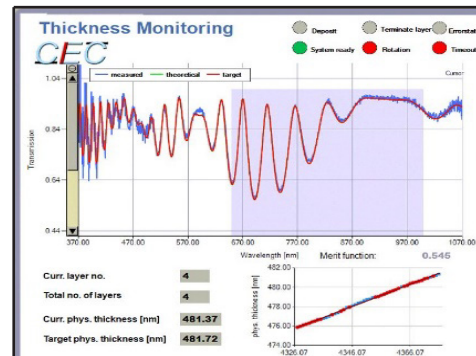 Thickness Monitoring
CEC
Deposit
Terminate layer
Errorstat
System ready
Rotation
Timeout
measured theoretical target
Cursor
1.04
0.84
0.64
0.44
Transmission
370.00 470.00 570.00 670.00 770.00 870.00 970.00 1070.00
Wavelength [nm]
Merit function: 0.545
Curr. layer no. 4
Total no. of layers 4
Curr. phys. thickness [nm] 481.37
Target phys. thickness [nm] 481.72
phys. thickness [nm]
482.00
478.00
476.00
474.00
4326.07 4346.07 4366.07